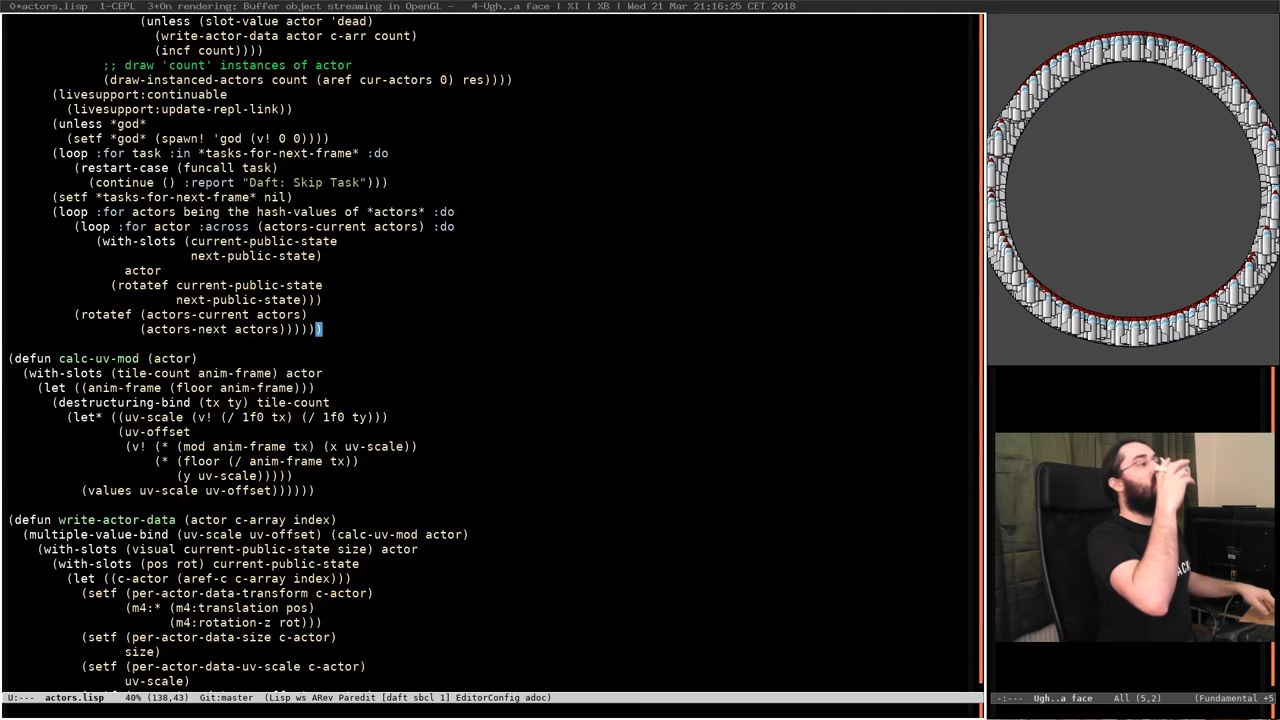 0*actors.lisp  1-CEPL  3+On rendering: Buffer object streaming in OpenGL -  4-Ugh..a face | XI | XB | Wed 21 Mar 21:16:25 CET 2018
(unless (slot-value actor 'dead)
(write-actor-data actor c-arr count)
(incf count))))
;; draw 'count' instances of actor
(draw-instanced-actors count (aref cur-actors 0) res))))
(livesupport:continuable
(livesupport:update-repl-link))
(unless *god*
(setf *god* (spawn! 'god (v! 0 0))))
(loop :for task :in *tasks-for-next-frame* :do
(restart-case (funcall task)
(continue () :report "Daft: Skip Task")))
(setf *tasks-for-next-frame* nil)
(loop :for actors being the hash-values of *actors* :do
(loop :for actor :across (actors-current actors) :do
(with-slots (current-public-state
next-public-state)
actor
(rotatef current-public-state
next-public-state)))
(rotatef (actors-current actors)
(actors-next actors))))))
(defun calc-uv-mod (actor)
(with-slots (tile-count anim-frame) actor
(let ((anim-frame (floor anim-frame)))
(destructuring-bind (tx ty) tile-count
(let* ((uv-scale (v! (/ 1f0 tx) (/ 1f0 ty)))
(uv-offset
(v! (* (mod anim-frame tx) (x uv-scale))
(* (floor (/ anim-frame tx))
(y uv-scale)))))
(values uv-scale uv-offset))))))
(defun write-actor-data (actor c-array index)
(multiple-value-bind (uv-scale uv-offset) (calc-uv-mod actor)
(with-slots (visual current-public-state size) actor
(with-slots (pos rot) current-public-state
(let ((c-actor (aref-c c-array index)))
(setf (per-actor-data-transform c-actor)
(m4:* (m4:translation pos)
(m4:rotation-z rot)))
(setf (per-actor-data-size c-actor)
size)
(setf (per-actor-data-uv-scale c-actor)
uv-scale)
U:---  actors.lisp  40% (138,43)  Git:master  (Lisp ws ARev Paredit [daft sbcl 1] EditorConfig adoc)
-:---  Ugh..a face  All (5,2)  (Fundamental +5